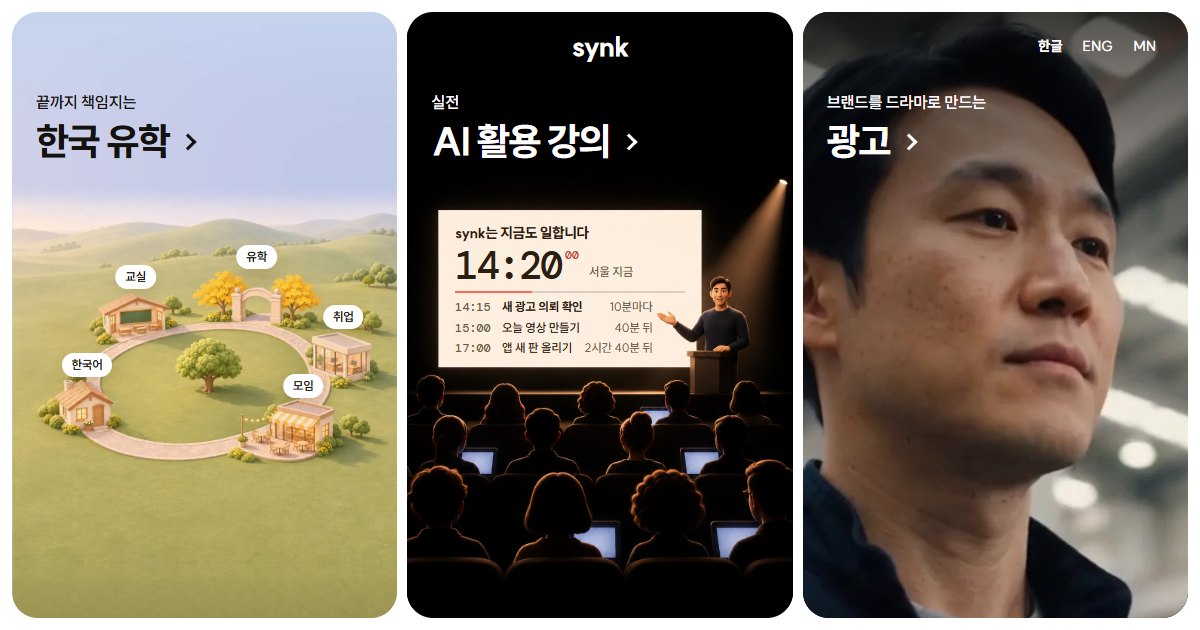 끝까지 책임지는
한국 유학
교실
유학
취업
한국어
모임
synk
실전
AI 활용 강의
synk는 지금도 일합니다
14:20 00 서울 지금
14:15 새 광고 의뢰 확인 10분마다
15:00 오늘 영상 만들기 40분 뒤
17:00 앱 새 판 올리기 2시간 40분 뒤
한글 ENG MN
브랜드를 드라마로 만드는
광고